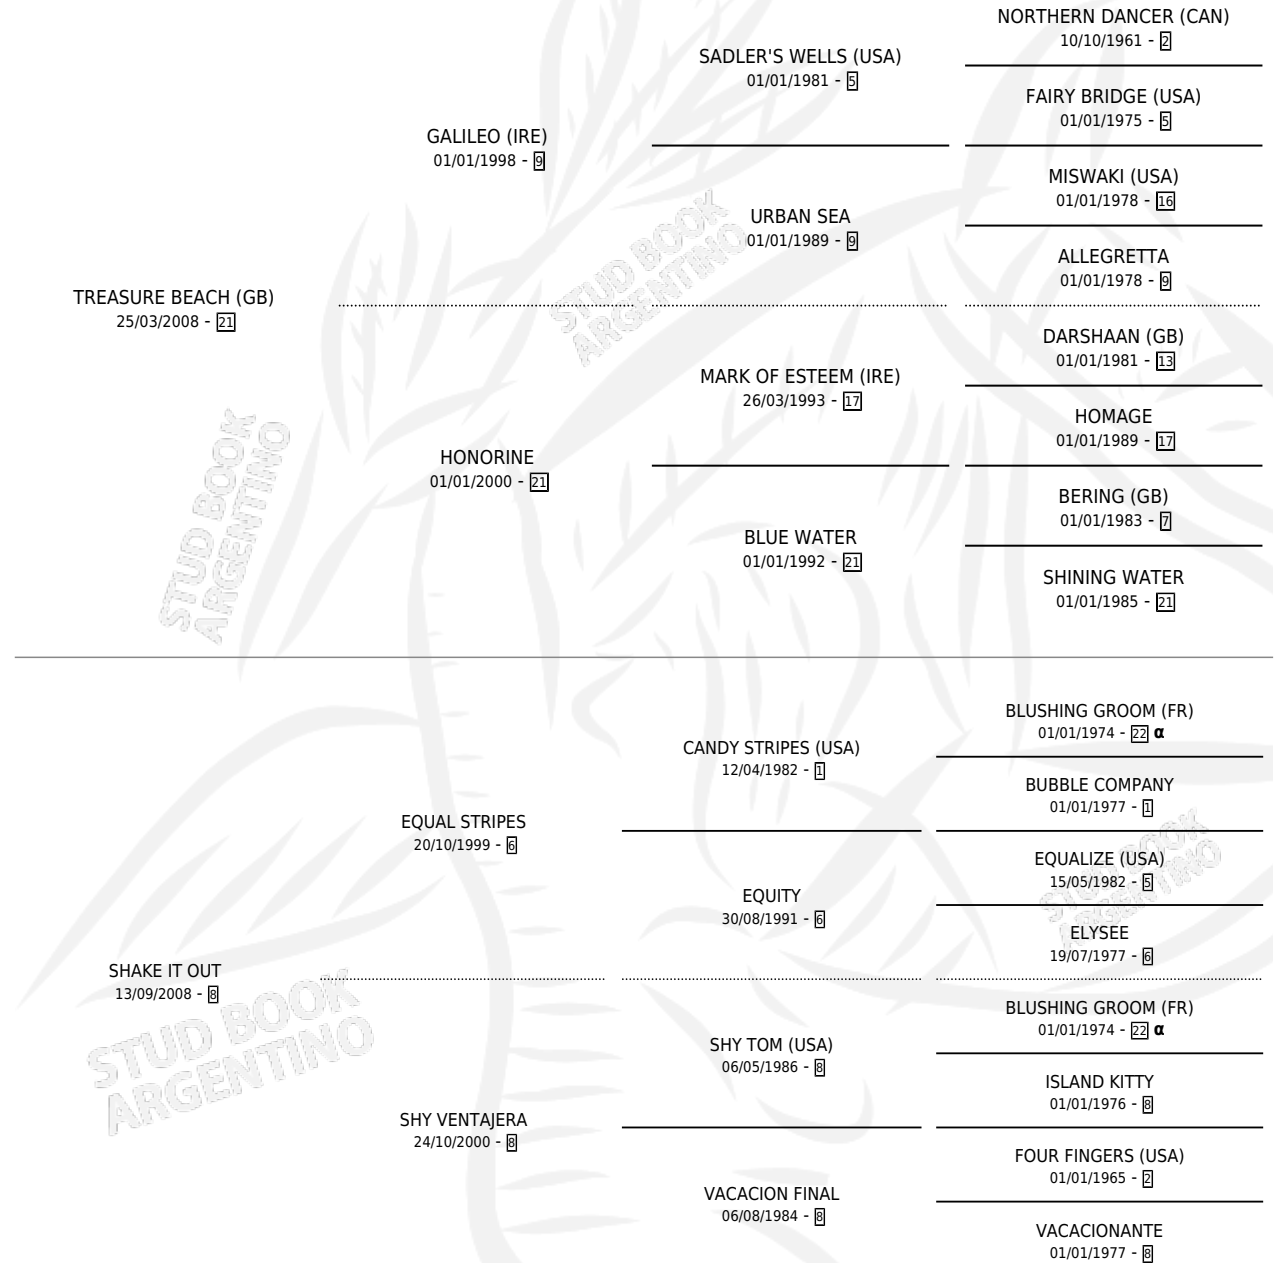 NORTHERN DANCER (CAN)
10/10/1961 - 2
SADLER'S WELLS (USA)
01/01/1981 - 5
FAIRY BRIDGE (USA)
01/01/1975 - 5
GALILEO (IRE)
01/01/1998 - 9
MISWAKI (USA)
01/01/1978 - 16
URBAN SEA
01/01/1989 - 9
ALLEGRETTA
01/01/1978 - 9
TREASURE BEACH (GB)
25/03/2008 - 21
DARSHAAN (GB)
01/01/1981 - 13
MARK OF ESTEEM (IRE)
26/03/1993 - 17
HOMAGE
01/01/1989 - 17
HONORINE
01/01/2000 - 21
BERING (GB)
01/01/1983 - 7
BLUE WATER
01/01/1992 - 21
SHINING WATER
01/01/1985 - 21
BLUSHING GROOM (FR)
01/01/1974 - 22 α
CANDY STRIPES (USA)
12/04/1982 - 1
BUBBLE COMPANY
01/01/1977 - 1
EQUAL STRIPES
20/10/1999 - 6
EQUALIZE (USA)
15/05/1982 - 5
EQUITY
30/08/1991 - 6
ELYSEE
19/07/1977 - 6
SHAKE IT OUT
13/09/2008 - 8
BLUSHING GROOM (FR)
01/01/1974 - 22 α
SHY TOM (USA)
06/05/1986 - 8
ISLAND KITTY
01/01/1976 - 8
SHY VENTAJERA
24/10/2000 - 8
FOUR FINGERS (USA)
01/01/1965 - 2
VACACION FINAL
06/08/1984 - 8
VACACIONANTE
01/01/1977 - 8
STUD BOOK
ARGENTINO
STUD BOOK
ARGENTINO
STUD BOOK
ARGENTINO
STUD BOOK
ARGENTINO